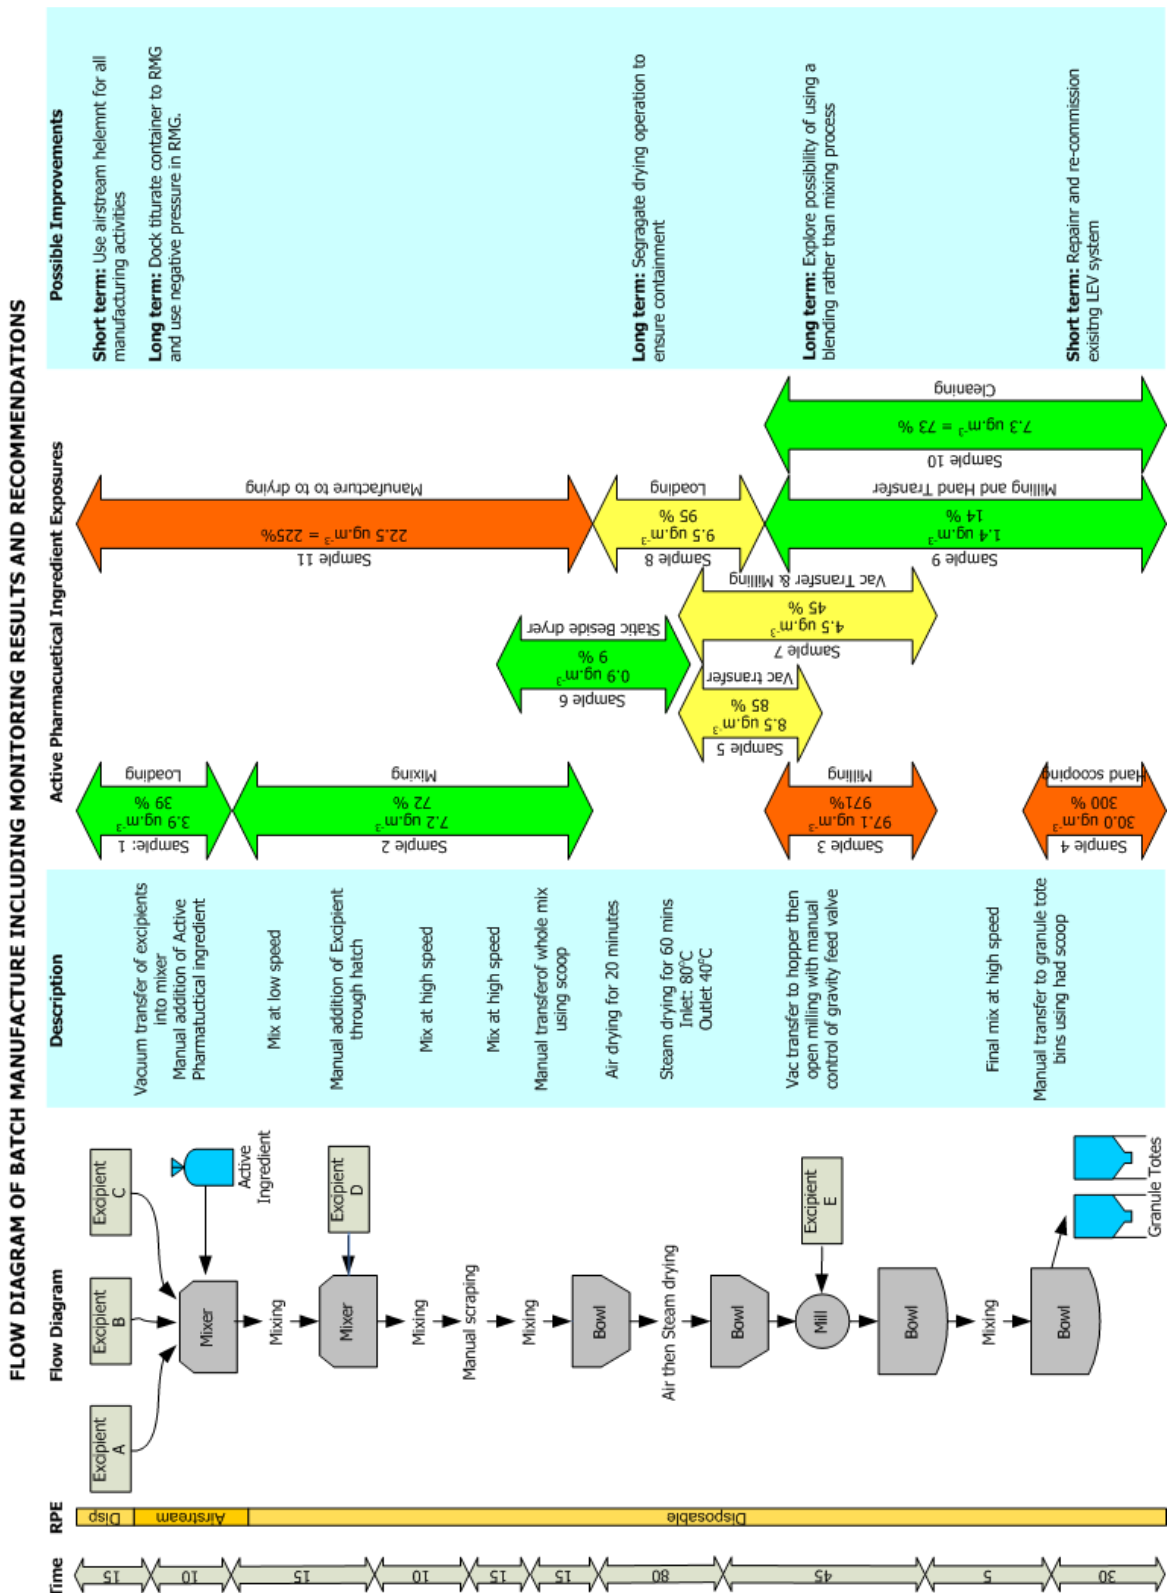 FLOW DIAGRAM OF BATCH MANUFACTURE INCLUDING MONITORING RESULTS AND RECOMMENDATIONS
Time
15
10
15
10
15
15
80
45
5
30
RPE
Disp
Airstream
Disposable
Flow Diagram
Excipient
A
Excipient
B
Excipient
C
Mixer
Active
Ingredient
Mixing
Mixer
Excipient
D
Mixing
Manual scraping
Mixing
Bowl
Air then Steam drying
Bowl
Mill
Excipient
E
Bowl
Mixing
Bowl
Granule Totes
Description
Vacuum transfer of excipients
into mixer
Manual addition of Active
Pharmatuctical ingredient
Mix at low speed
Manual addition of Excipient
through hatch
Mix at high speed
Mix at high speed
Manual transferof whole mix
using scoop
Air drying for 20 minutes
Steam drying for 60 mins
Inlet: 80°C
Outlet 40°C
Vac transfer to hopper then
open milling with manual
control of gravity feed valve
Final mix at high speed
Manual transfer to granule tote
bins using had scoop
Active Pharmacuetical Ingredient Exposures
Sample: 1
3.9 ug.m⁻³
39 %
Loading
Sample 2
7.2 ug.m⁻³
72 %
Mixing
Sample 3
97.1 ug.m⁻³
971%
Milling
Sample 4
30.0 ug.m⁻³
300 %
Hand scooping
Sample 5
8.5 ug.m⁻³
85 %
Vac transfer
Sample 6
0.9 ug.m⁻³
9 %
Static Beside dryer
Sample 7
4.5 ug.m⁻³
45 %
Vac Transfer & Milling
Sample 11
22.5 ug.m⁻³ = 225%
Manufacture to drying
Sample 8
9.5 ug.m⁻³
95 %
Loading
Sample 9
1.4 ug.m⁻³
14 %
Milling and Hand Transfer
Sample 10
7.3 ug.m⁻³ = 73 %
Cleaning
Possible Improvements
Short term: Use airstream helemnt for all
manufacturing activities
Long term: Dock titurate container to RMG
and use negative pressure in RMG.
Long term: Segragate drying operation to
ensure containment
Long term: Explore possibility of using a
blending rather than mixing process
Short term: Repainr and re-commission
exisitng LEV system